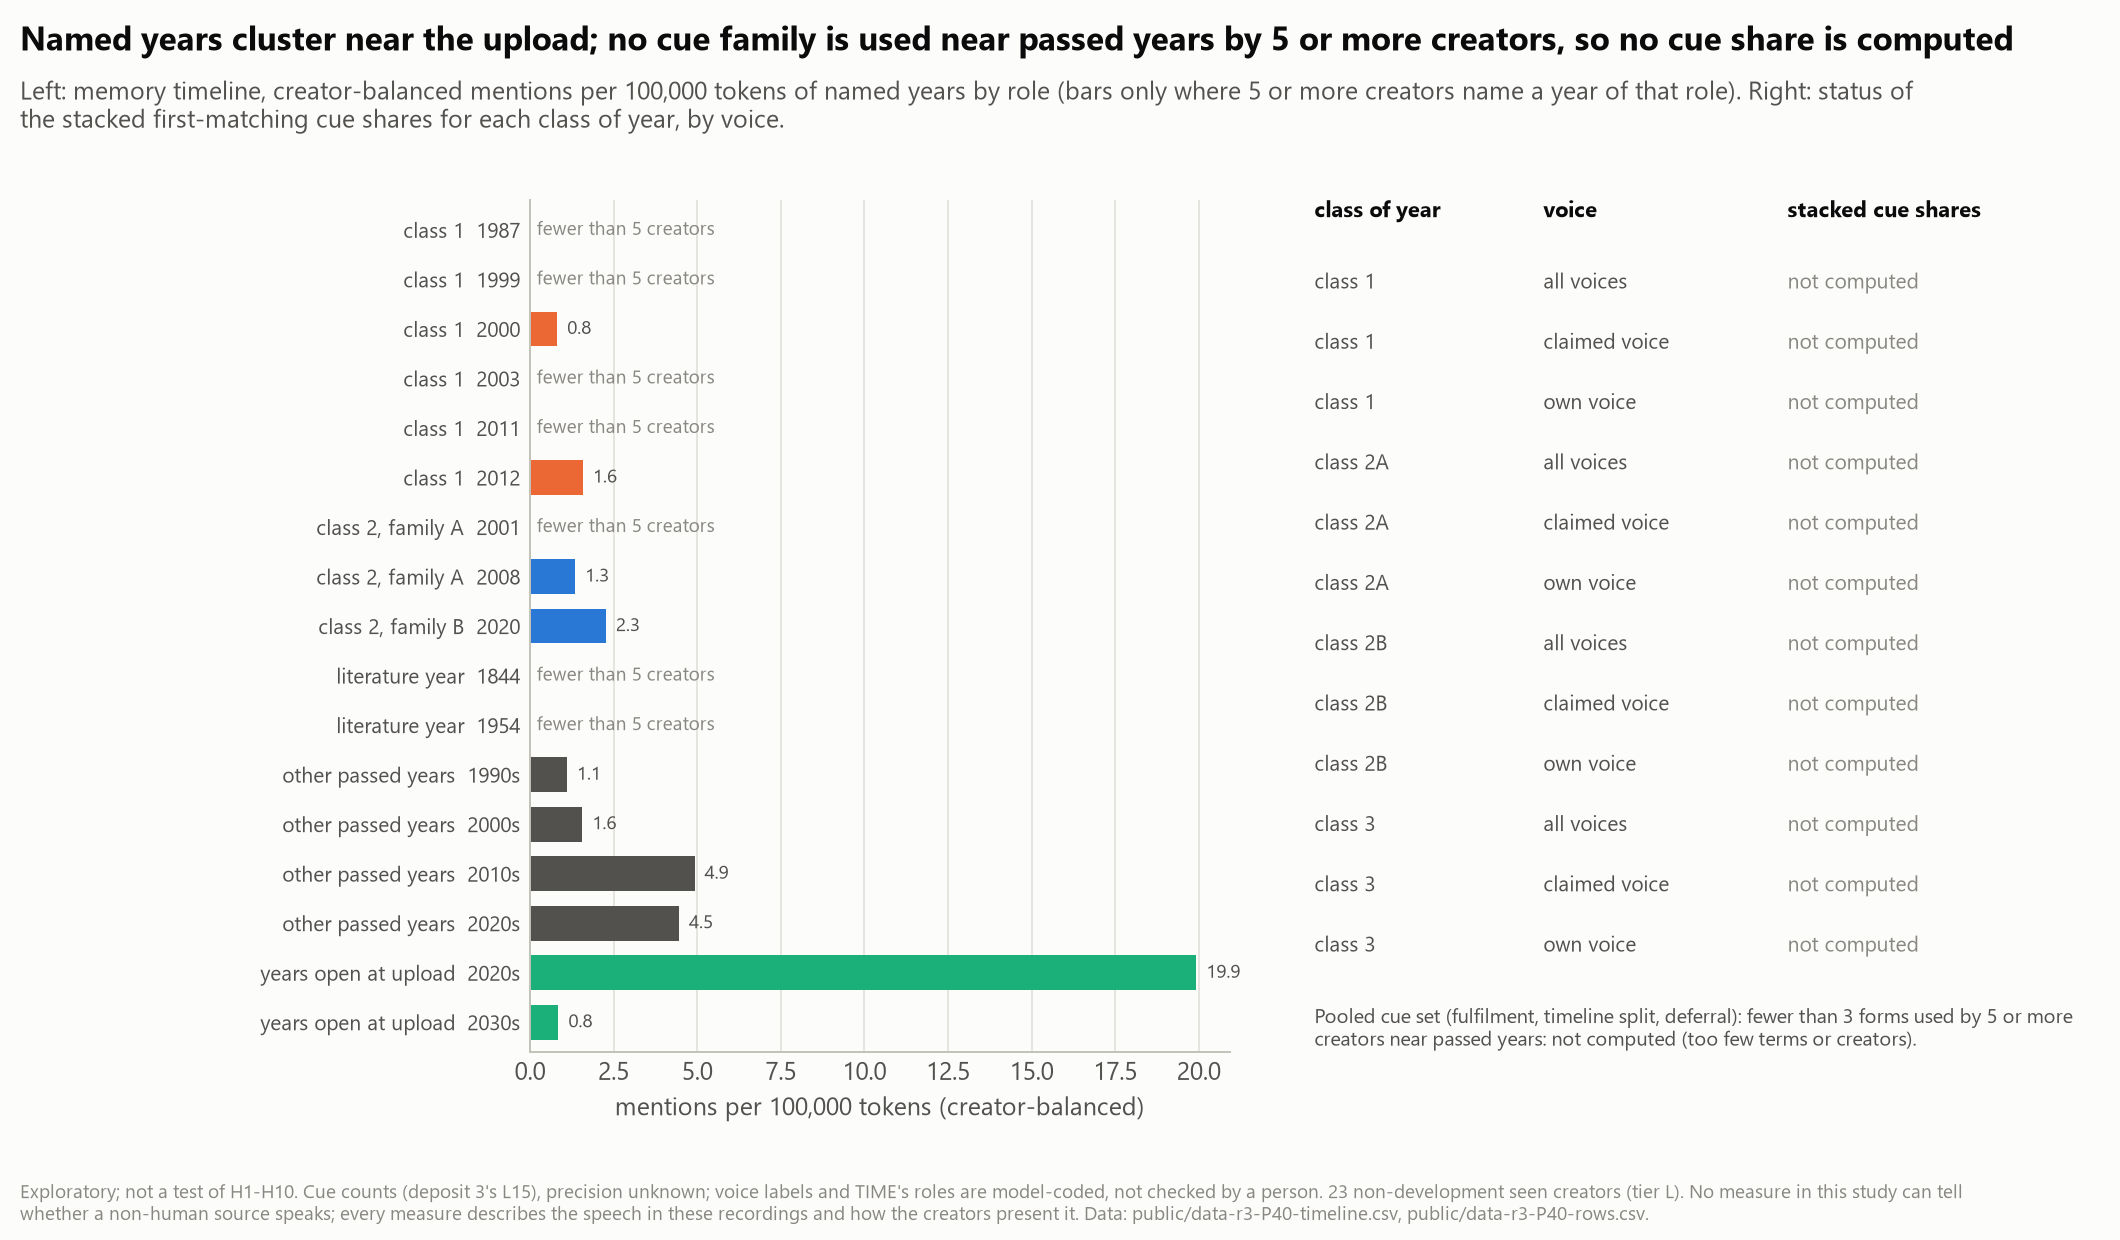 Named years cluster near the upload; no cue family is used near passed years by 5 or more creators, so no cue share is computed
Left: memory timeline, creator-balanced mentions per 100,000 tokens of named years by role (bars only where 5 or more creators name a year of that role). Right: status of
the stacked first-matching cue shares for each class of year, by voice.
class 1 1987 fewer than 5 creators
class 1 1999 fewer than 5 creators
class 1 2000 0.8
class 1 2003 fewer than 5 creators
class 1 2011 fewer than 5 creators
class 1 2012 1.6
class 2, family A 2001 fewer than 5 creators
class 2, family A 2008 1.3
class 2, family B 2020 2.3
literature year 1844 fewer than 5 creators
literature year 1954 fewer than 5 creators
other passed years 1990s 1.1
other passed years 2000s 1.6
other passed years 2010s 4.9
other passed years 2020s 4.5
years open at upload 2020s 19.9
years open at upload 2030s 0.8
0.0 2.5 5.0 7.5 10.0 12.5 15.0 17.5 20.0
mentions per 100,000 tokens (creator-balanced)
class of year voice stacked cue shares
class 1 all voices not computed
class 1 claimed voice not computed
class 1 own voice not computed
class 2A all voices not computed
class 2A claimed voice not computed
class 2A own voice not computed
class 2B all voices not computed
class 2B claimed voice not computed
class 2B own voice not computed
class 3 all voices not computed
class 3 claimed voice not computed
class 3 own voice not computed
Pooled cue set (fulfilment, timeline split, deferral): fewer than 3 forms used by 5 or more
creators near passed years: not computed (too few terms or creators).
Exploratory; not a test of H1-H10. Cue counts (deposit 3's L15), precision unknown; voice labels and TIME's roles are model-coded, not checked by a person. 23 non-development seen creators (tier L). No measure in this study can tell
whether a non-human source speaks; every measure describes the speech in these recordings and how the creators present it. Data: public/data-r3-P40-timeline.csv, public/data-r3-P40-rows.csv.